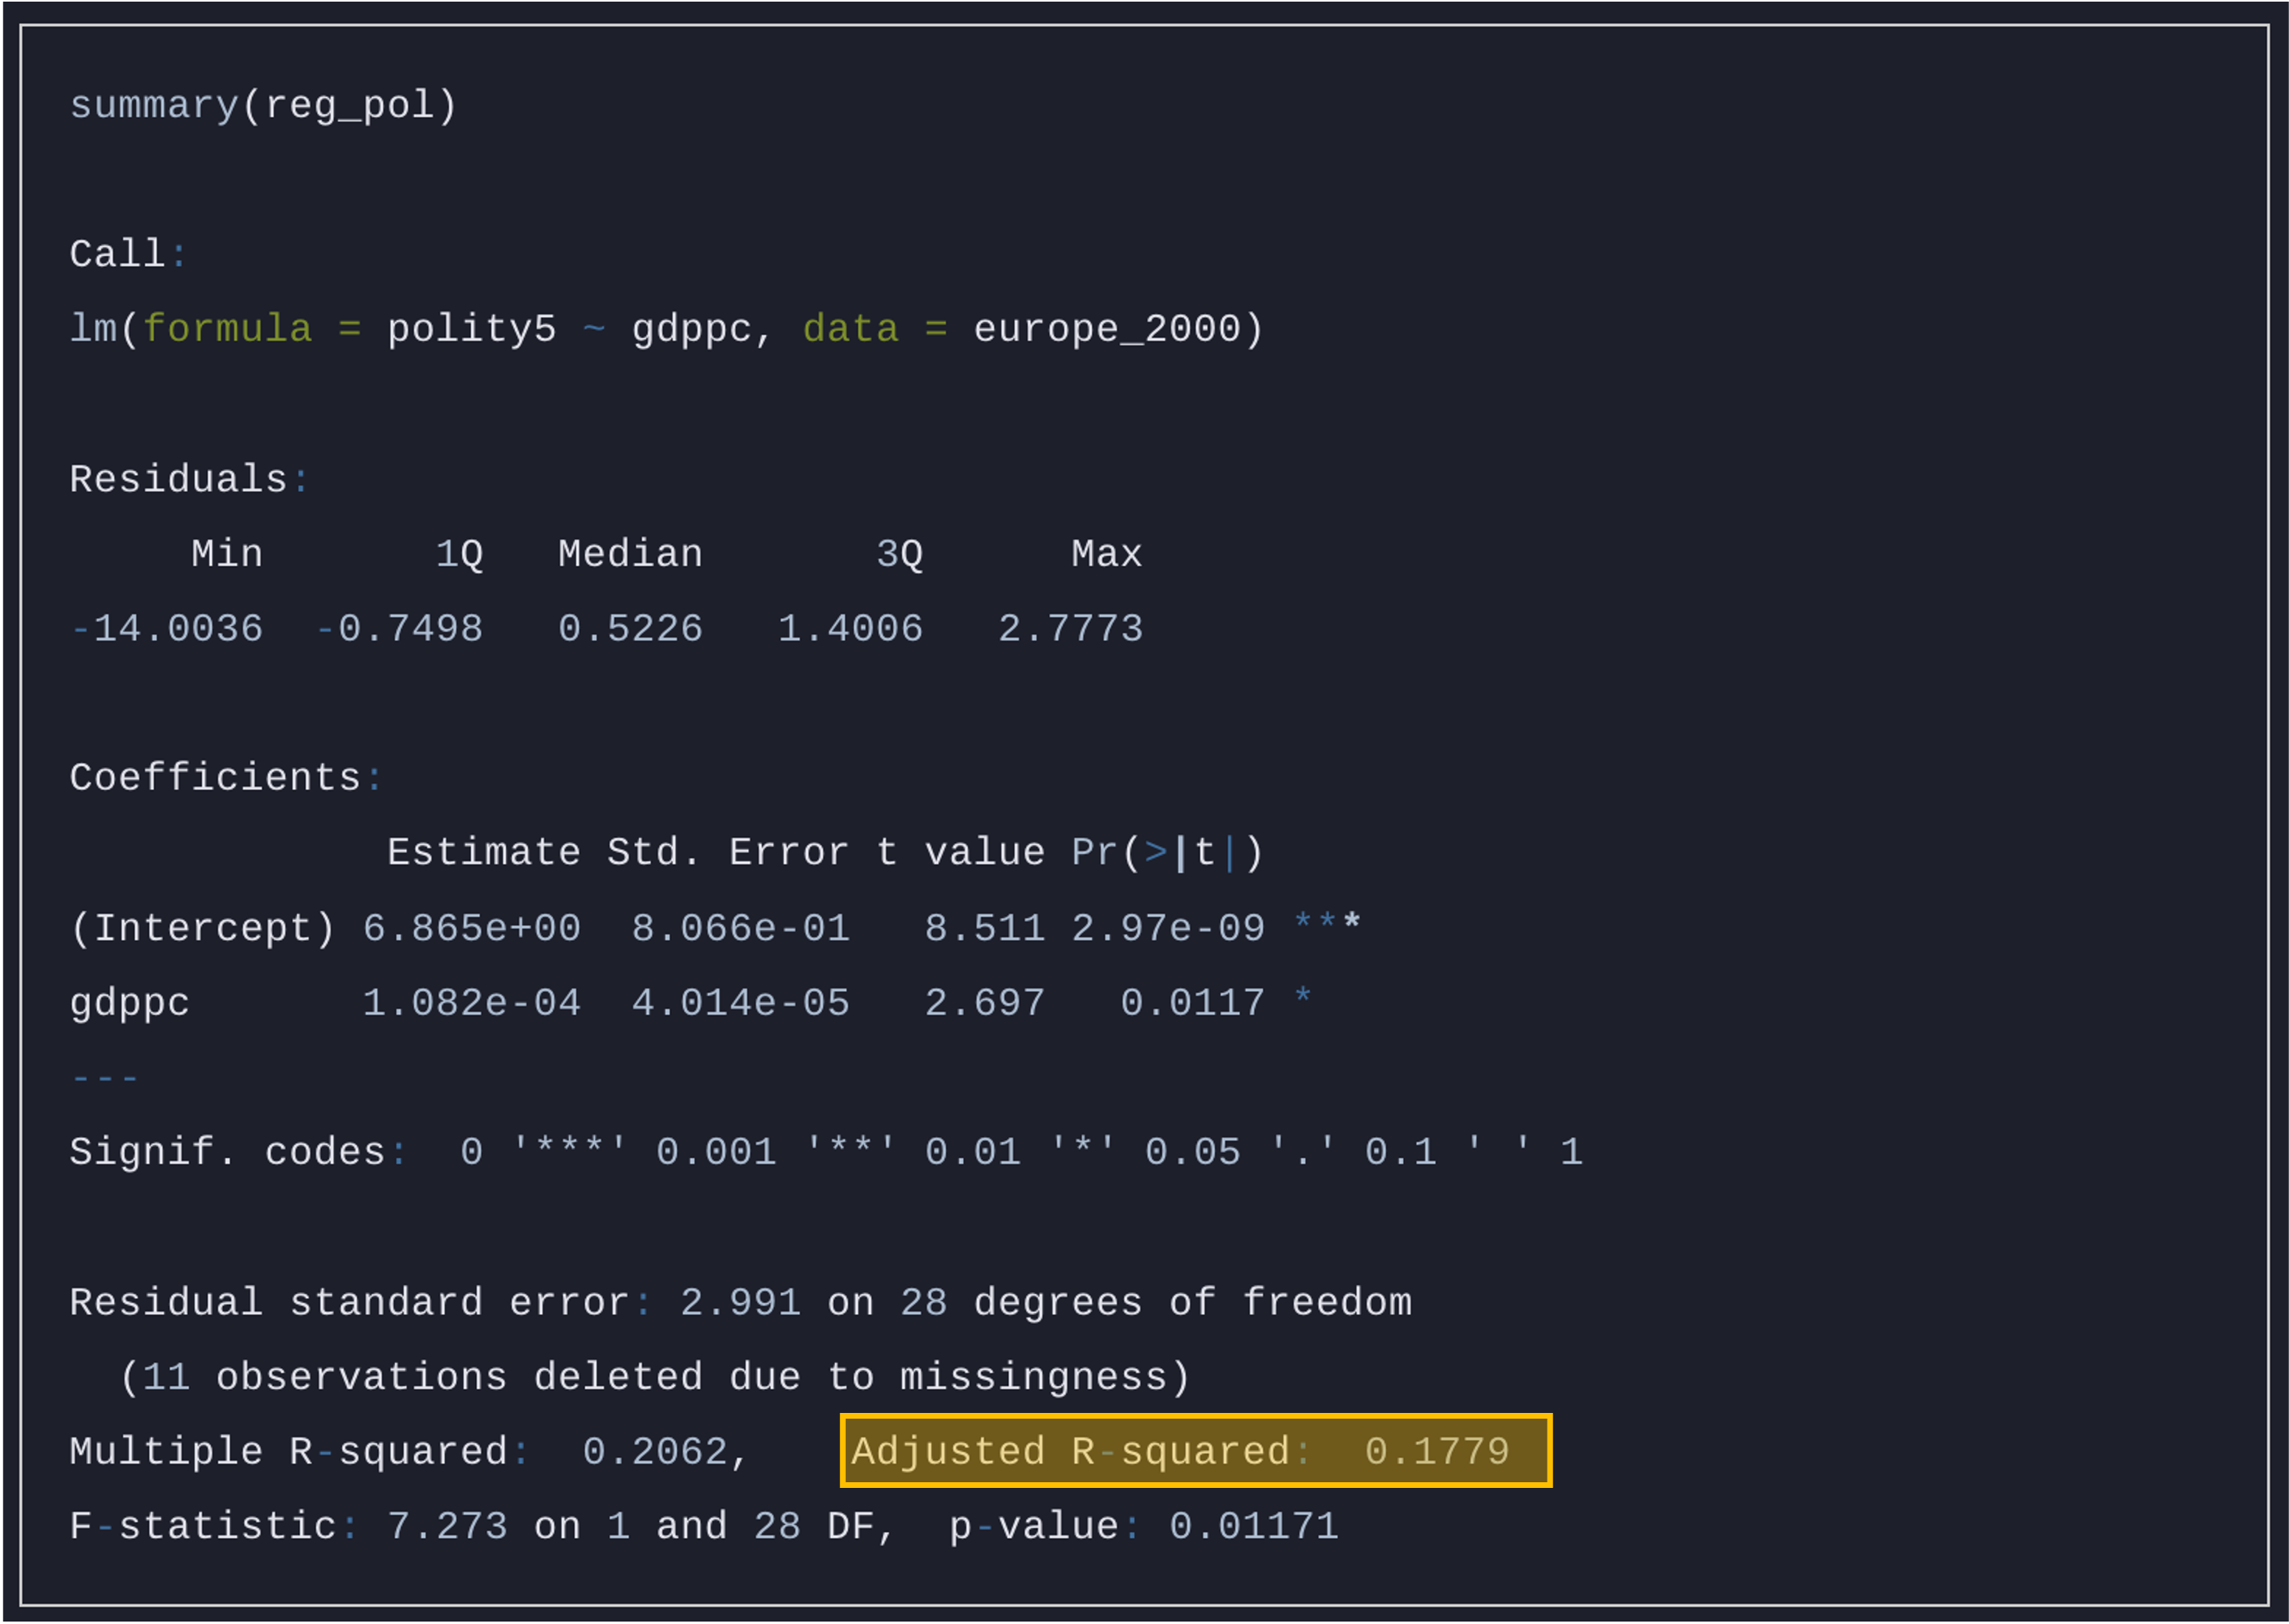 summary(reg_pol)
Call:
lm(formula = polity5 ~ gdppc, data = europe_2000)
Residuals:
     Min       1Q   Median       3Q      Max
-14.0036  -0.7498   0.5226   1.4006   2.7773
Coefficients:
             Estimate Std. Error t value Pr(>|t|)
(Intercept) 6.865e+00  8.066e-01   8.511 2.97e-09 ***
gdppc       1.082e-04  4.014e-05   2.697   0.0117 *
---
Signif. codes:  0 '***' 0.001 '**' 0.01 '*' 0.05 '.' 0.1 ' ' 1
Residual standard error: 2.991 on 28 degrees of freedom
  (11 observations deleted due to missingness)
Multiple R-squared:  0.2062,    Adjusted R-squared:  0.1779
F-statistic: 7.273 on 1 and 28 DF,  p-value: 0.01171